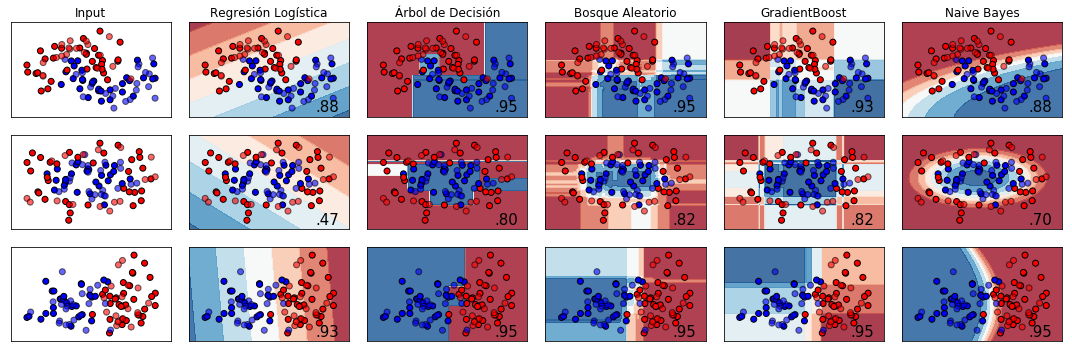 Input Regresión Logística Árbol de Decisión Bosque Aleatorio GradientBoost Naive Bayes
.88 .95 .95 .93 .88
.47 .80 .82 .82 .70
.93 .95 .95 .95 .95